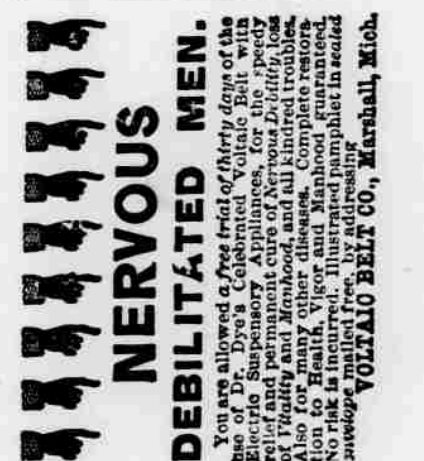 NERVOUS
DEBILITATED MEN.
You are allowed a free trial of thirty days of the
use of Dr. Dye's Celebrated Voltaic Belt with
Electric Suspensory Appliances, for the speedy
relief and permanent cure of Nervous Debility, loss
of Vitality and Manhood, and all kindred troubles.
Also for many other diseases. Complete restora-
tion to Health, Vigor and Manhood guaranteed.
No risk is incurred. Illustrated pamphlet in sealed
envelope mailed free, by addressing
VOLTAIC BELT CO., Marshall, Mich.